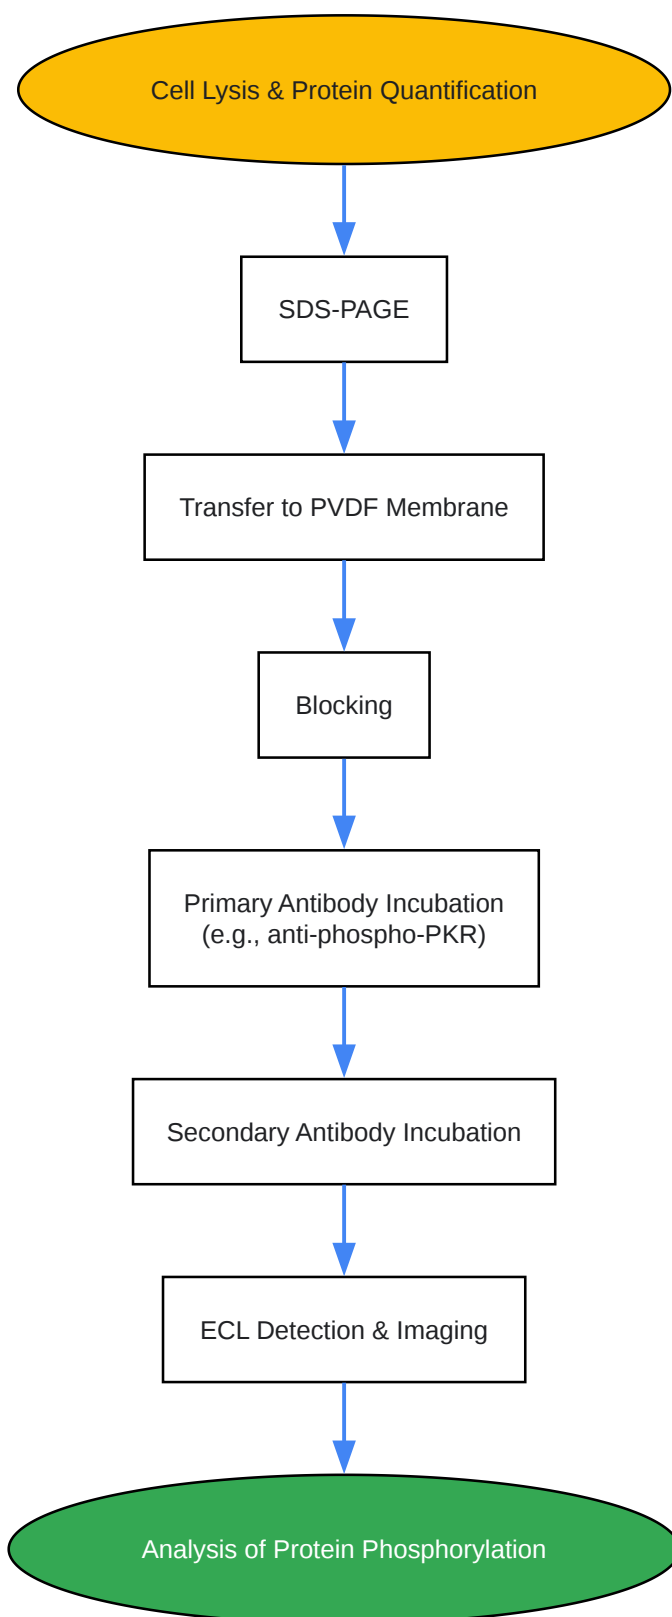 Cell Lysis & Protein Quantification
SDS-PAGE
Transfer to PVDF Membrane
Blocking
Primary Antibody Incubation
(e.g., anti-phospho-PKR)
Secondary Antibody Incubation
ECL Detection & Imaging
Analysis of Protein Phosphorylation